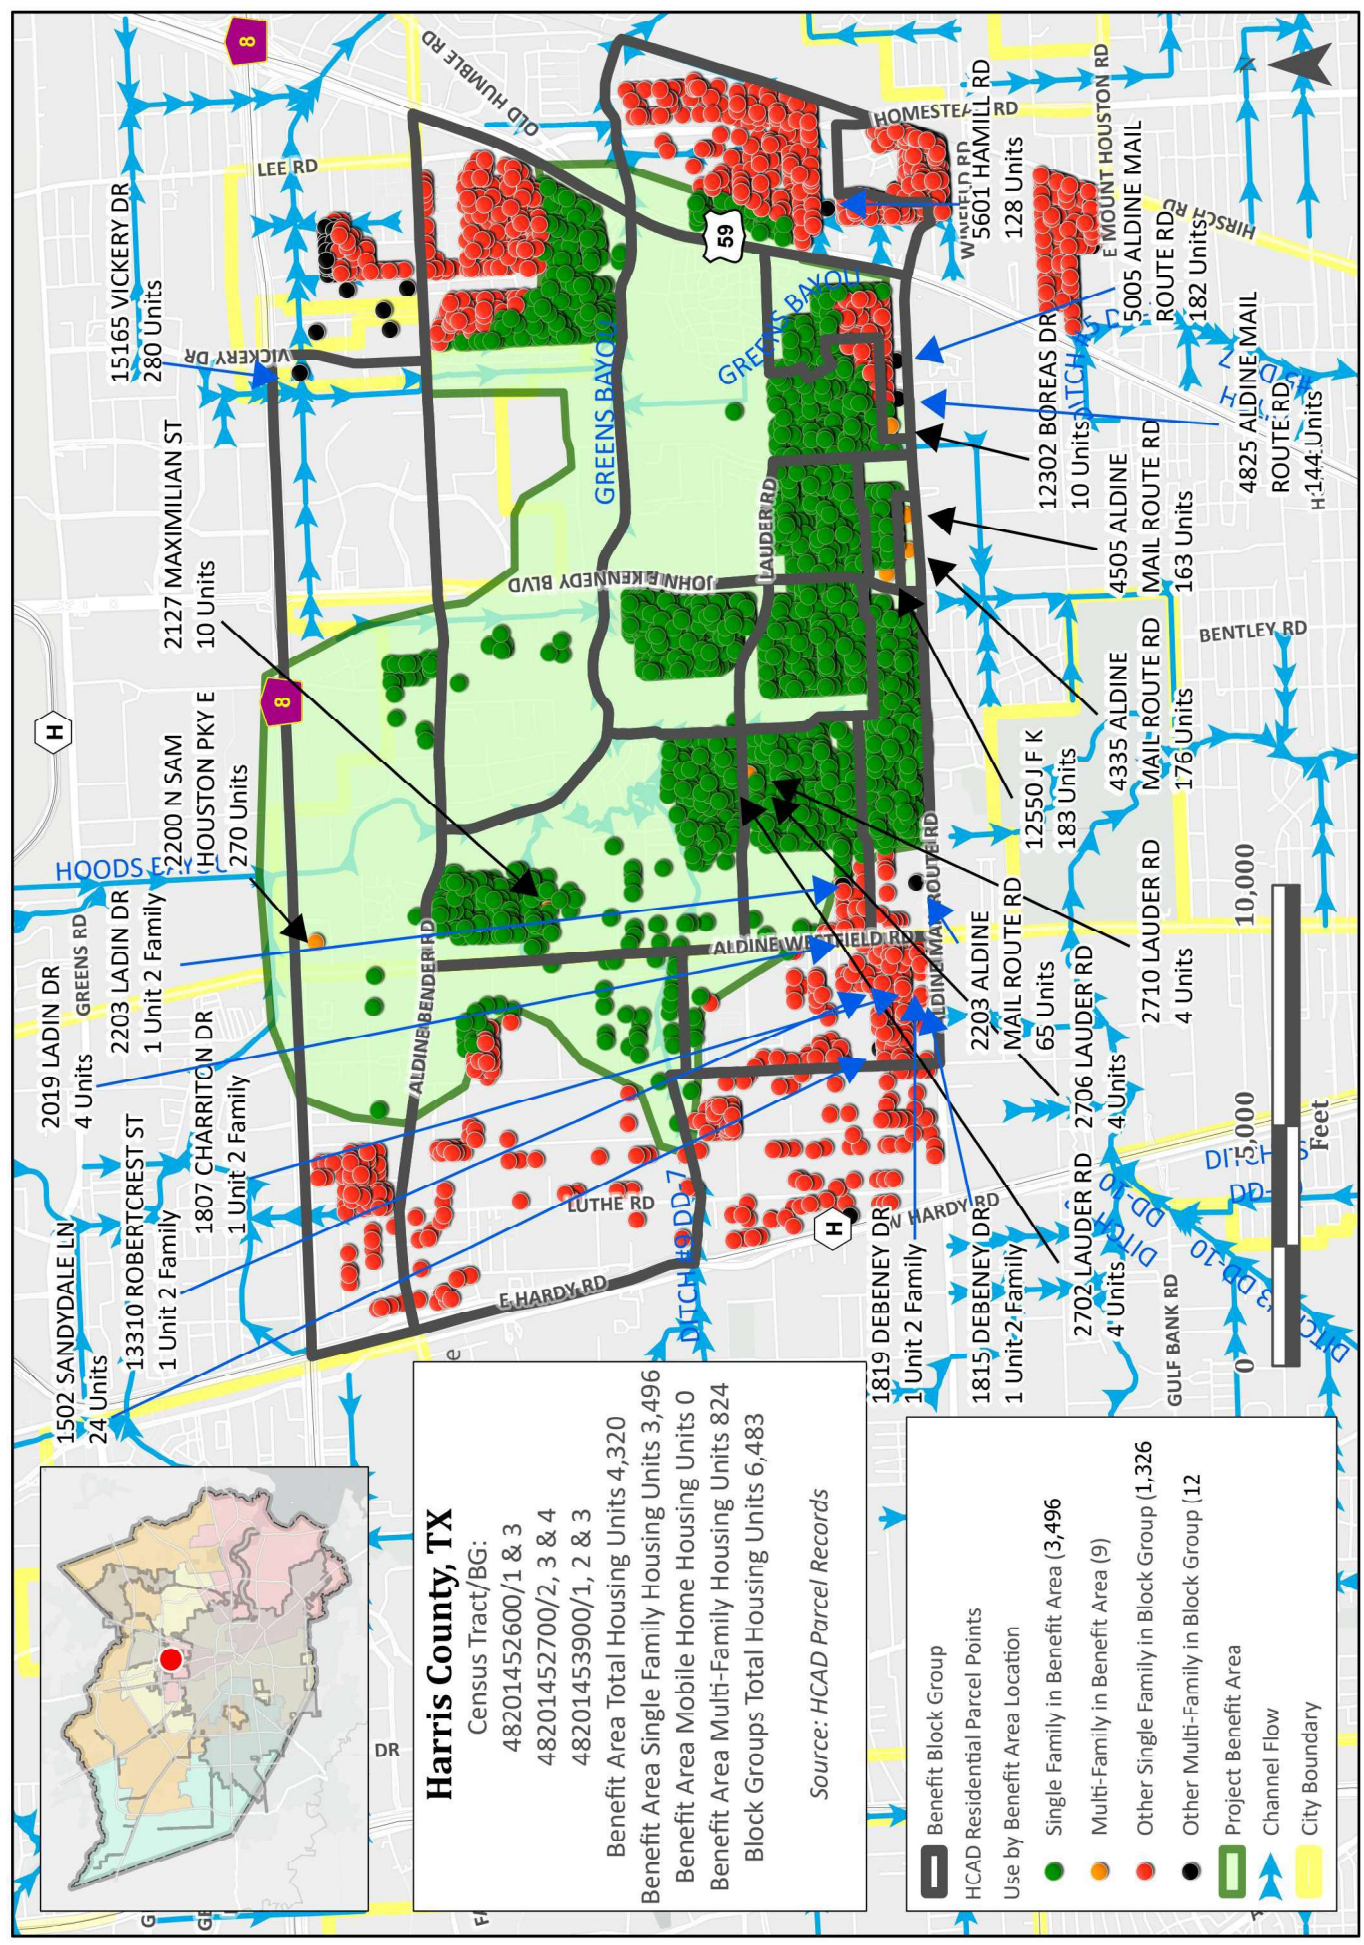 Harris County, TX
Census Tract/BG:
48201452600/1 & 3
48201452700/2, 3 & 4
48201453900/1, 2 & 3
Benefit Area Total Housing Units 4,320
Benefit Area Single Family Housing Units 3,496
Benefit Area Mobile Home Housing Units 0
Benefit Area Multi-Family Housing Units 824
Block Groups Total Housing Units 6,483
Source: HCAD Parcel Records
Benefit Block Group
HCAD Residential Parcel Points
Use by Benefit Area Location
Single Family in Benefit Area (3,496
Multi-Family in Benefit Area (9)
Other Single Family in Block Group (1,326
Other Multi-Family in Block Group (12
Project Benefit Area
Channel Flow
City Boundary
1502 SANDYDALE LN
24 Units
13310 ROBERTCREST ST
1 Unit 2 Family
1807 CHARRITON DR
1 Unit 2 Family
2019 LADIN DR
4 Units
2203 LADIN DR
1 Unit 2 Family
2200 N SAM
HOUSTON PKY E
270 Units
2127 MAXIMILIAN ST
10 Units
15165 VICKERY DR
280 Units
5601 HAMILL RD
128 Units
5005 ALDINE MAIL
ROUTE RD
182 Units
4825 ALDINE MAIL
ROUTE RD
144 Units
12302 BOREAS DR
10 Units
4505 ALDINE
MAIL ROUTE RD
163 Units
4335 ALDINE
MAIL ROUTE RD
176 Units
12550 J F K
183 Units
2710 LAUDER RD
4 Units
2203 ALDINE
MAIL ROUTE RD
65 Units
2706 LAUDER RD
4 Units
2702 LAUDER RD
4 Units
1815 DEBENEY DR
1 Unit 2 Family
1819 DEBENEY DR
1 Unit 2 Family
GREENS RD
LEE RD
OLD HUMBLE RD
VICKERY DR
ALDINE BENDER RD
JOHN F KENNEDY BLVD
LAUDER RD
ALDINE WESTFIELD RD
ALDINE MAIL ROUTE RD
E HARDY RD
W HARDY RD
LUTHE RD
GULF BANK RD
BENTLEY RD
HIRSCH RD
E MOUNT HOUSTON RD
HOMESTEAD RD
WINFIELD RD
GREENS BAYOU
GREENS BAYOU
8
8
59
H
H
N
DR
0
5,000
10,000
Feet